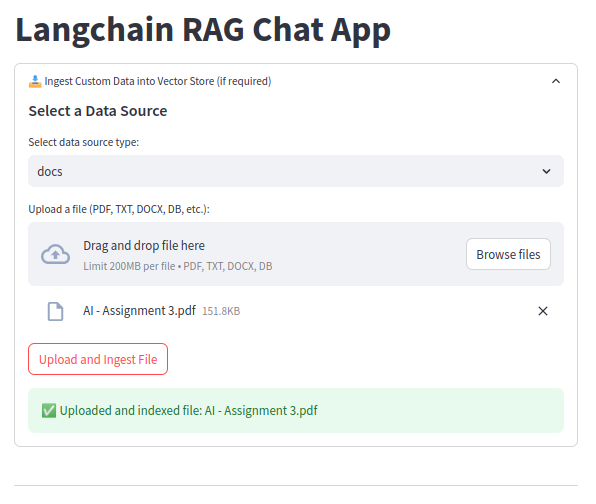 Langchain RAG Chat App
📥 Ingest Custom Data into Vector Store (if required)
Select a Data Source
Select data source type:
docs
Upload a file (PDF, TXT, DOCX, DB, etc.):
Drag and drop file here
Limit 200MB per file • PDF, TXT, DOCX, DB
Browse files
AI - Assignment 3.pdf 151.8KB
Upload and Ingest File
✅ Uploaded and indexed file: AI - Assignment 3.pdf